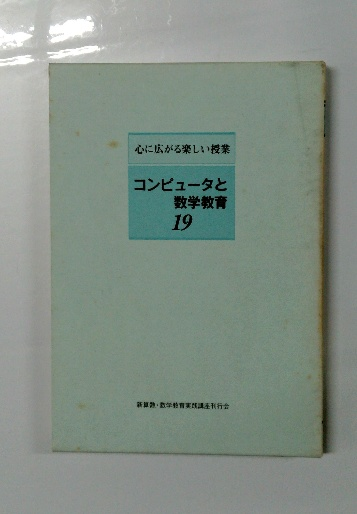 心に広がる楽しい授業
コンピュータと
数学教育
19
新算数・数学教育実践講座刊行会